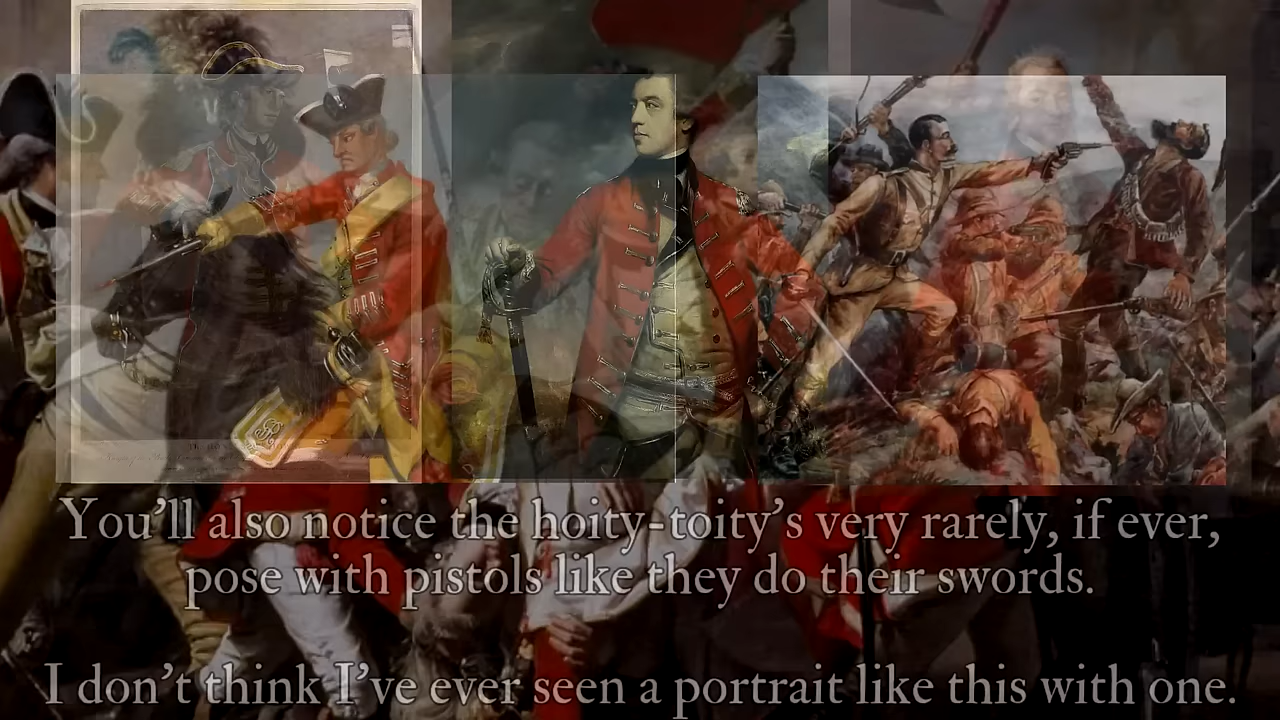 You'll also notice the hoity-toity's very rarely, if ever,
pose with pistols like they do their swords.
I don't think I've ever seen a portrait like this with one.